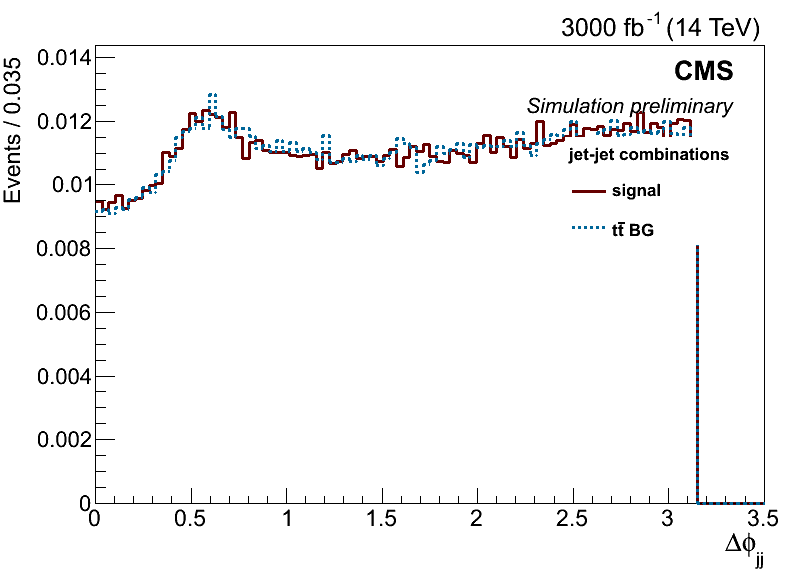 3000 fb⁻¹ (14 TeV)
CMS
Simulation preliminary
jet-jet combinations
signal
tt̄ BG
Events / 0.035
0.014
0.012
0.01
0.008
0.006
0.004
0.002
0
0 0.5 1 1.5 2 2.5 3 3.5
Δϕjj